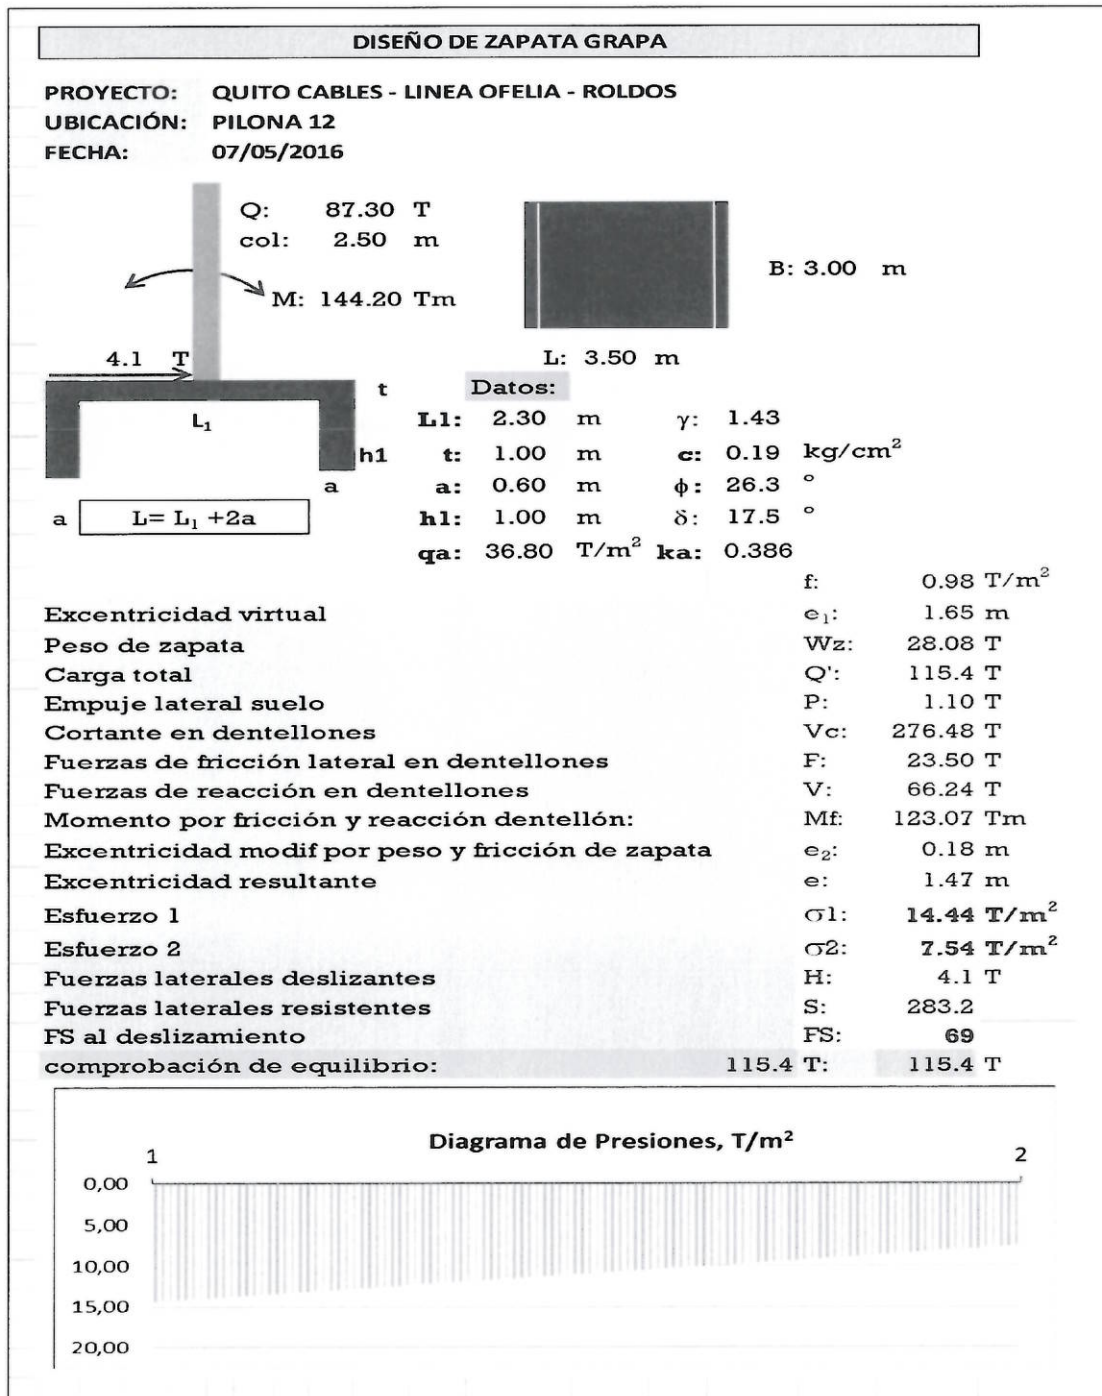 DISEÑO DE ZAPATA GRAPA
PROYECTO: QUITO CABLES - LINEA OFELIA - ROLDOS
UBICACIÓN: PILONA 12
FECHA: 07/05/2016
Q: 87.30 T
col: 2.50 m
M: 144.20 Tm
B: 3.00 m
4.1 T
L: 3.50 m
t
Datos:
L₁
L1: 2.30 m γ: 1.43
h1
t: 1.00 m c: 0.19 kg/cm²
a
a: 0.60 m ϕ: 26.3 °
a
L= L₁ +2a
h1: 1.00 m δ: 17.5 °
qa: 36.80 T/m² ka: 0.386
f: 0.98 T/m²
Excentricidad virtual e₁: 1.65 m
Peso de zapata Wz: 28.08 T
Carga total Q': 115.4 T
Empuje lateral suelo P: 1.10 T
Cortante en dentellones Vc: 276.48 T
Fuerzas de fricción lateral en dentellones F: 23.50 T
Fuerzas de reacción en dentellones V: 66.24 T
Momento por fricción y reacción dentellón: Mf: 123.07 Tm
Excentricidad modif por peso y fricción de zapata e₂: 0.18 m
Excentricidad resultante e: 1.47 m
Esfuerzo 1 σ1: 14.44 T/m²
Esfuerzo 2 σ2: 7.54 T/m²
Fuerzas laterales deslizantes H: 4.1 T
Fuerzas laterales resistentes S: 283.2
FS al deslizamiento FS: 69
comprobación de equilibrio: 115.4 T: 115.4 T
Diagrama de Presiones, T/m²
1 2
0,00
5,00
10,00
15,00
20,00